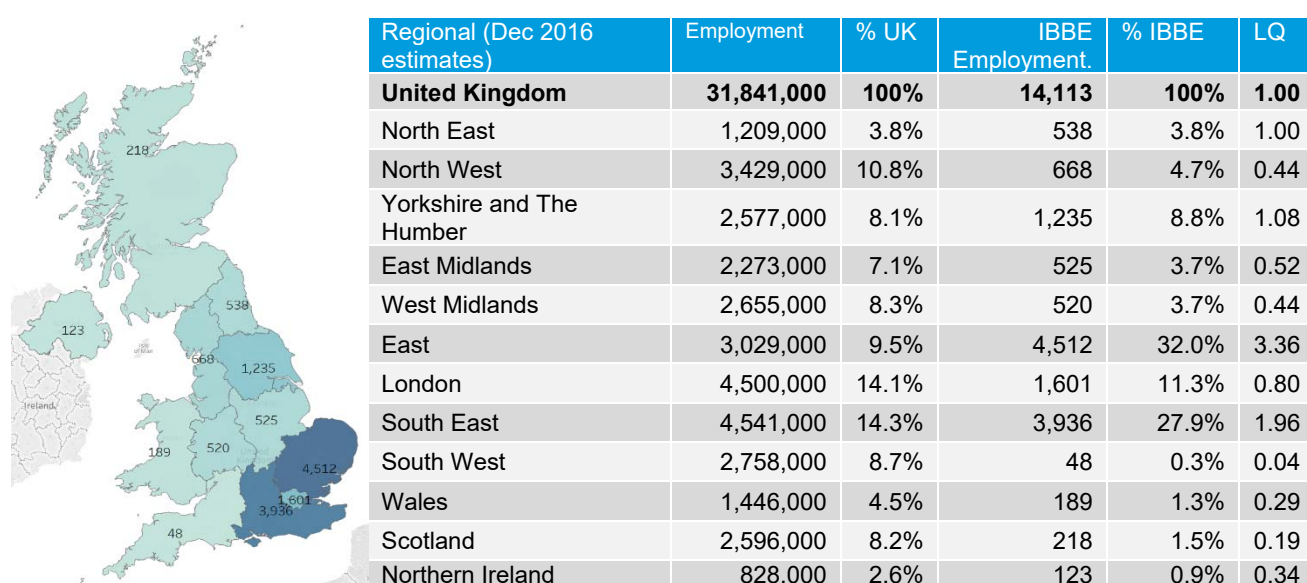 218
123
538
668
1,235
Ireland
525
189
520
4,512
1,601
3,936
48
Regional (Dec 2016 estimates) Employment % UK IBBE Employment. % IBBE LQ
United Kingdom 31,841,000 100% 14,113 100% 1.00
North East 1,209,000 3.8% 538 3.8% 1.00
North West 3,429,000 10.8% 668 4.7% 0.44
Yorkshire and The Humber 2,577,000 8.1% 1,235 8.8% 1.08
East Midlands 2,273,000 7.1% 525 3.7% 0.52
West Midlands 2,655,000 8.3% 520 3.7% 0.44
East 3,029,000 9.5% 4,512 32.0% 3.36
London 4,500,000 14.1% 1,601 11.3% 0.80
South East 4,541,000 14.3% 3,936 27.9% 1.96
South West 2,758,000 8.7% 48 0.3% 0.04
Wales 1,446,000 4.5% 189 1.3% 0.29
Scotland 2,596,000 8.2% 218 1.5% 0.19
Northern Ireland 828,000 2.6% 123 0.9% 0.34